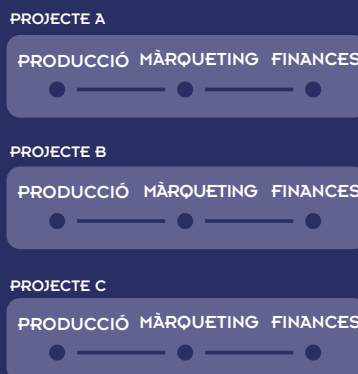 PROJECTE A
PRODUCCIÓ MÀRQUETING FINANCES
PROJECTE B
PRODUCCIÓ MÀRQUETING FINANCES
PROJECTE C
PRODUCCIÓ MÀRQUETING FINANCES